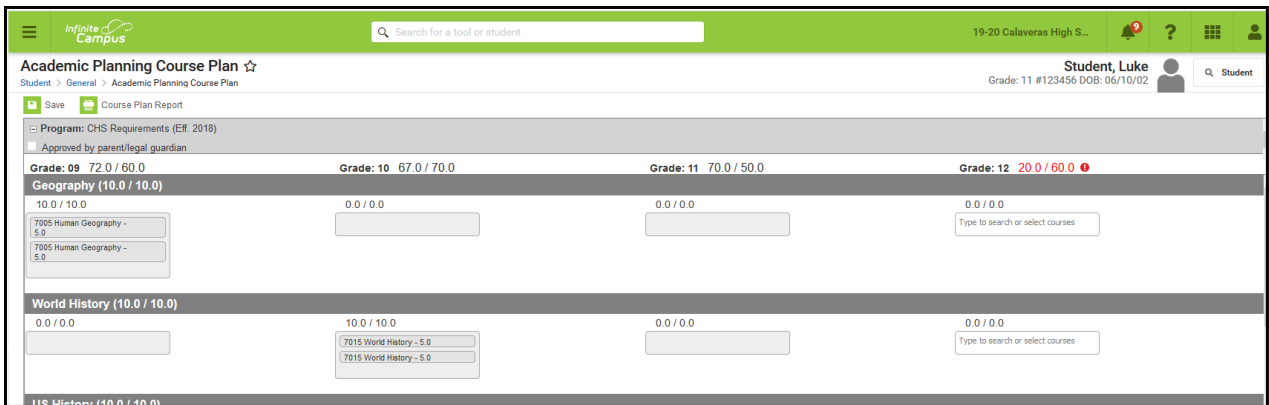 Infinite Campus
Search for a tool or student
19-20 Calaveras High S...
9
?
Academic Planning Course Plan
Student > General > Academic Planning Course Plan
Student, Luke
Grade: 11 #123456 DOB: 06/10/02
Student
Save
Course Plan Report
Program: CHS Requirements (Eff. 2018)
Approved by parent/legal guardian
Grade: 09 72.0 / 60.0
Grade: 10 67.0 / 70.0
Grade: 11 70.0 / 50.0
Grade: 12 20.0 / 60.0
Geography (10.0 / 10.0)
10.0 / 10.0
0.0 / 0.0
0.0 / 0.0
0.0 / 0.0
7005 Human Geography -
5.0
7005 Human Geography -
5.0
Type to search or select courses
World History (10.0 / 10.0)
0.0 / 0.0
10.0 / 10.0
0.0 / 0.0
0.0 / 0.0
7015 World History - 5.0
7015 World History - 5.0
Type to search or select courses
US History (10.0 / 10.0)